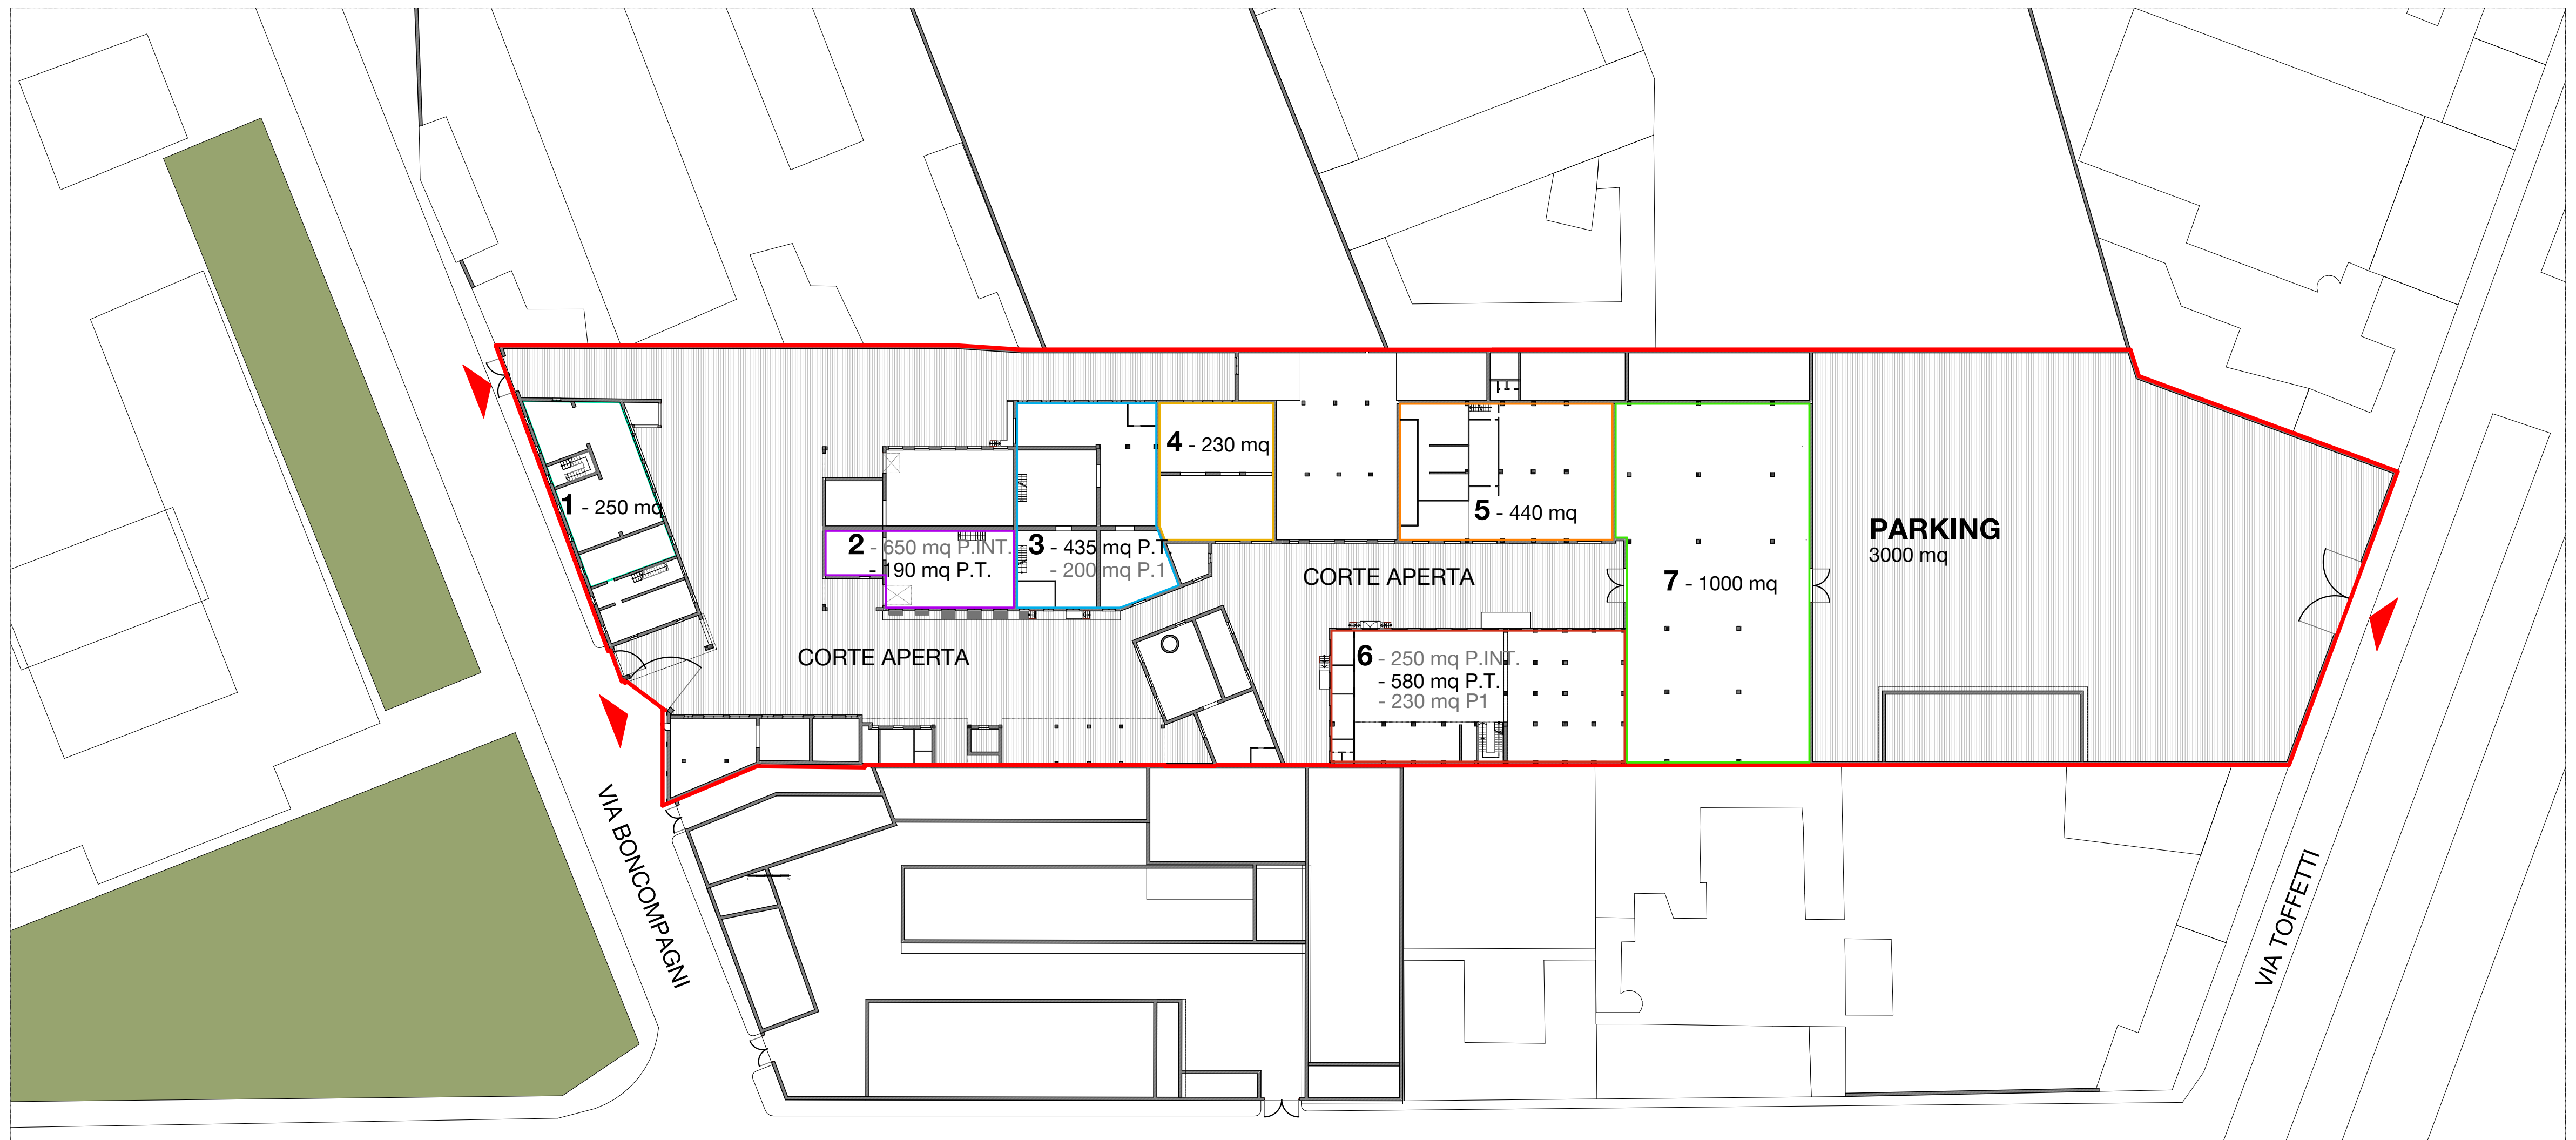 4 - 230 mq
1 - 250 mq
5 - 440 mq
PARKING
3000 mq
2 - 650 mq P.INT.
- 190 mq P.T.
3 - 435 mq P.T.
- 200 mq P.1
CORTE APERTA
7 - 1000 mq
CORTE APERTA
6 - 250 mq P.INT.
- 580 mq P.T.
- 230 mq P1
VIA BONCOMPAGNI
VIA TOFFETTI